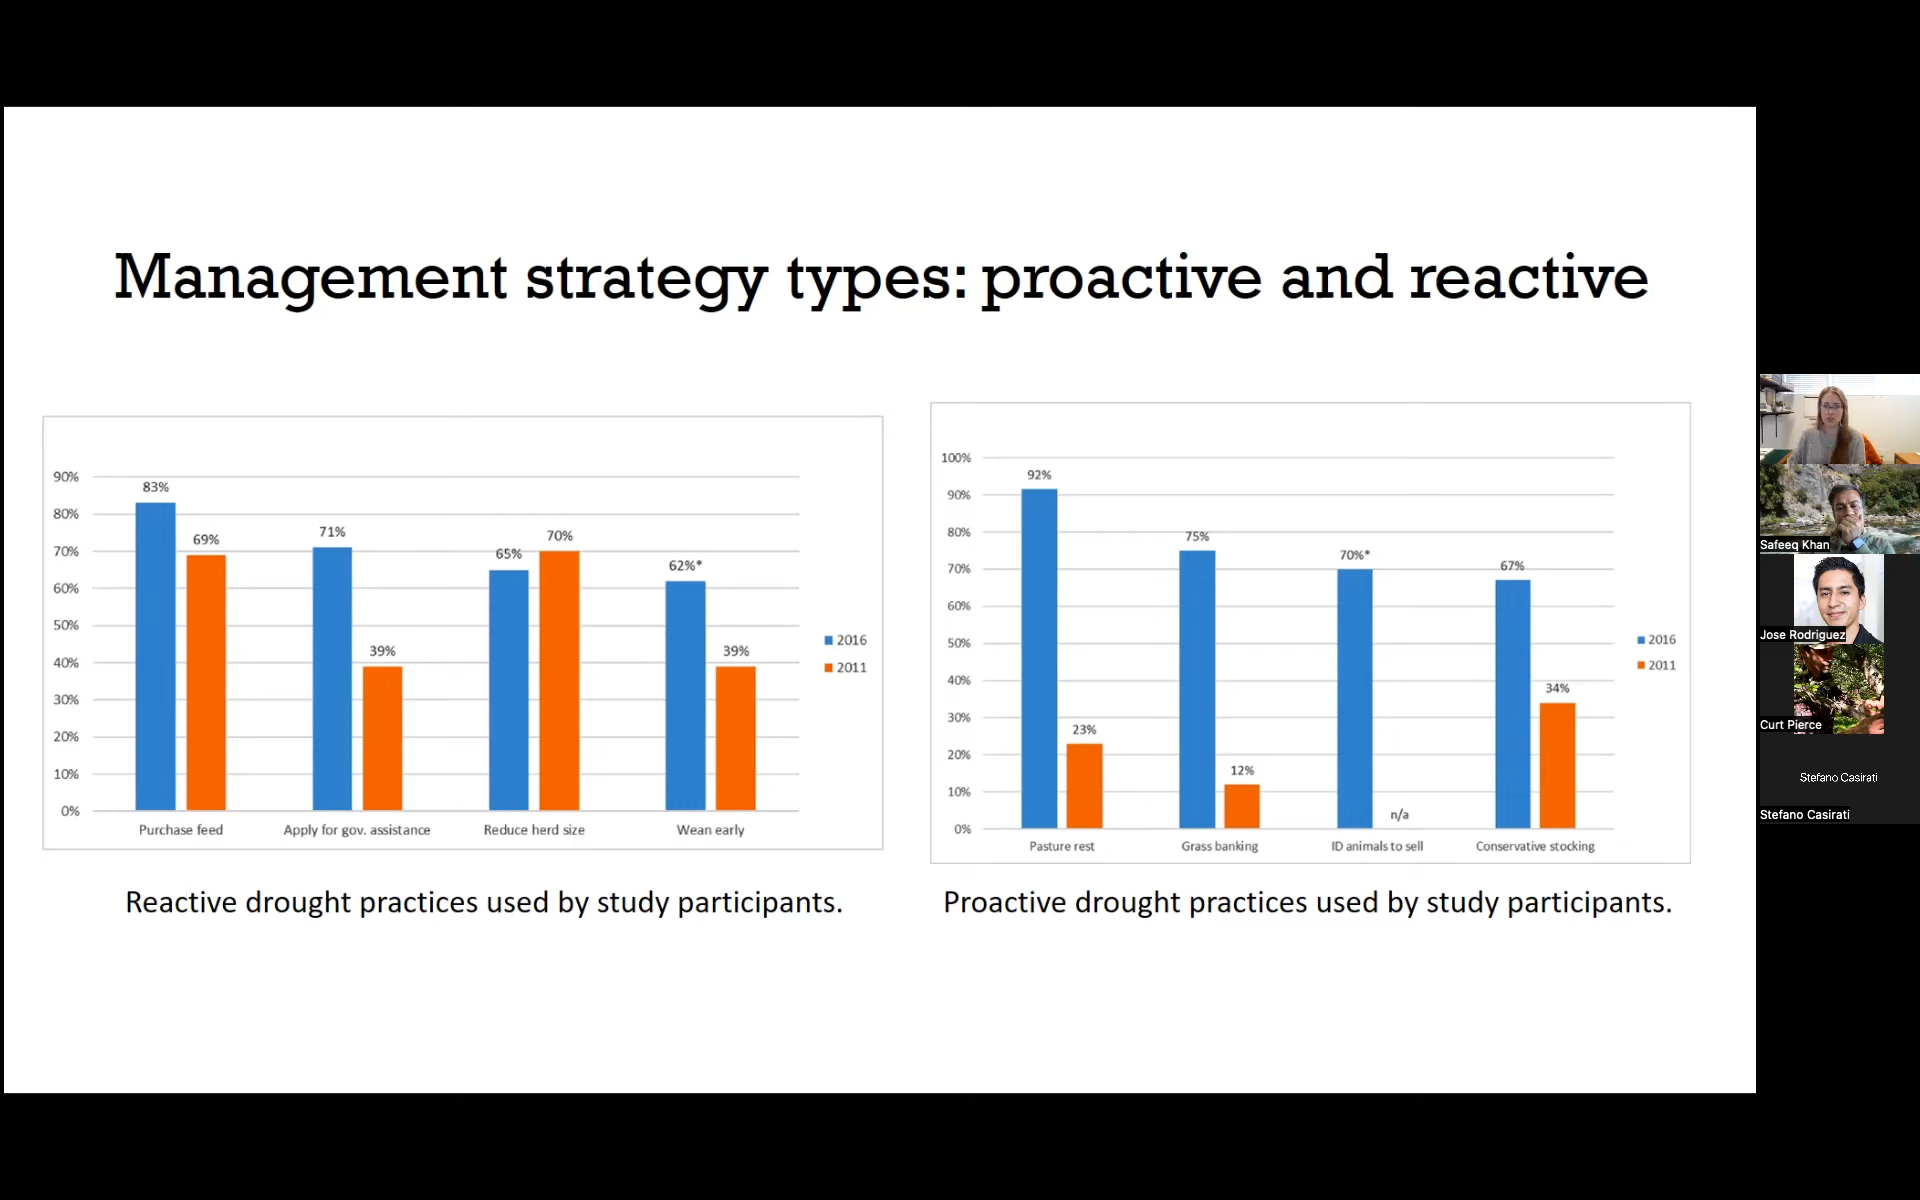 Management strategy types: proactive and reactive
90%
80%
70%
60%
50%
40%
30%
20%
10%
0%
83%
69%
71%
39%
65%
70%
62%*
39%
Purchase feed
Apply for gov. assistance
Reduce herd size
Wean early
2016
2011
Reactive drought practices used by study participants.
100%
90%
80%
70%
60%
50%
40%
30%
20%
10%
0%
92%
23%
75%
12%
70%*
n/a
67%
34%
Pasture rest
Grass banking
ID animals to sell
Conservative stocking
2016
2011
Proactive drought practices used by study participants.
Safeeq Khan
Jose Rodriguez
Curt Pierce
Stefano Casirati
Stefano Casirati